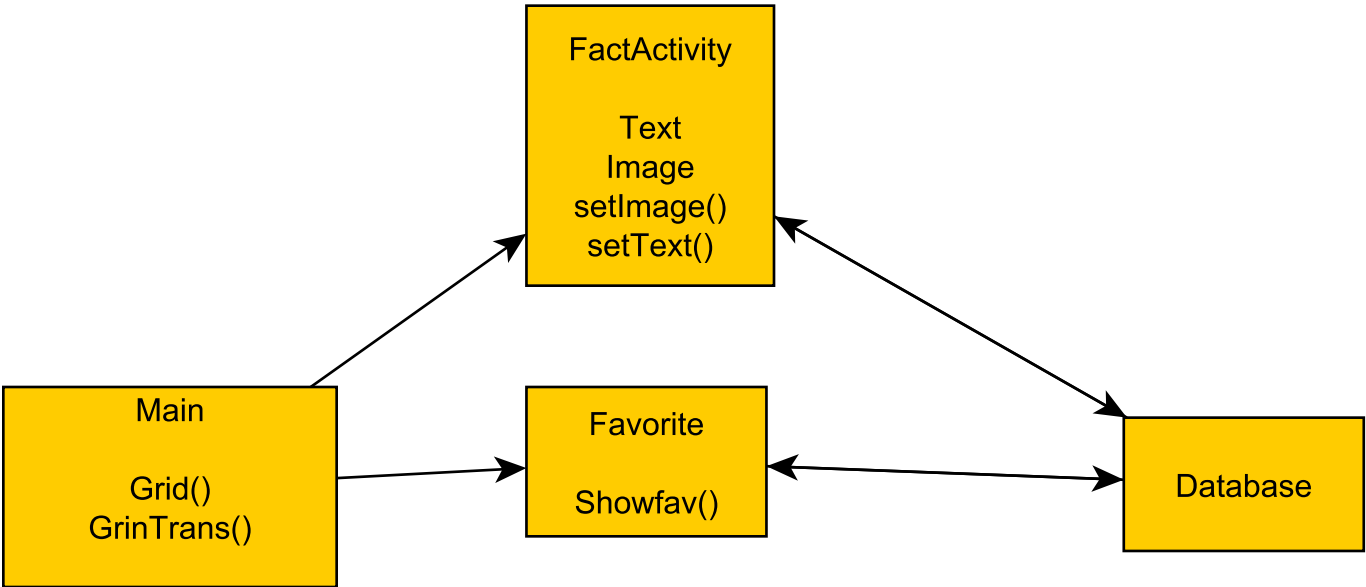 FactActivity
Text
Image
setImage()
setText()
Main
Grid()
GrinTrans()
Favorite
Showfav()
Database